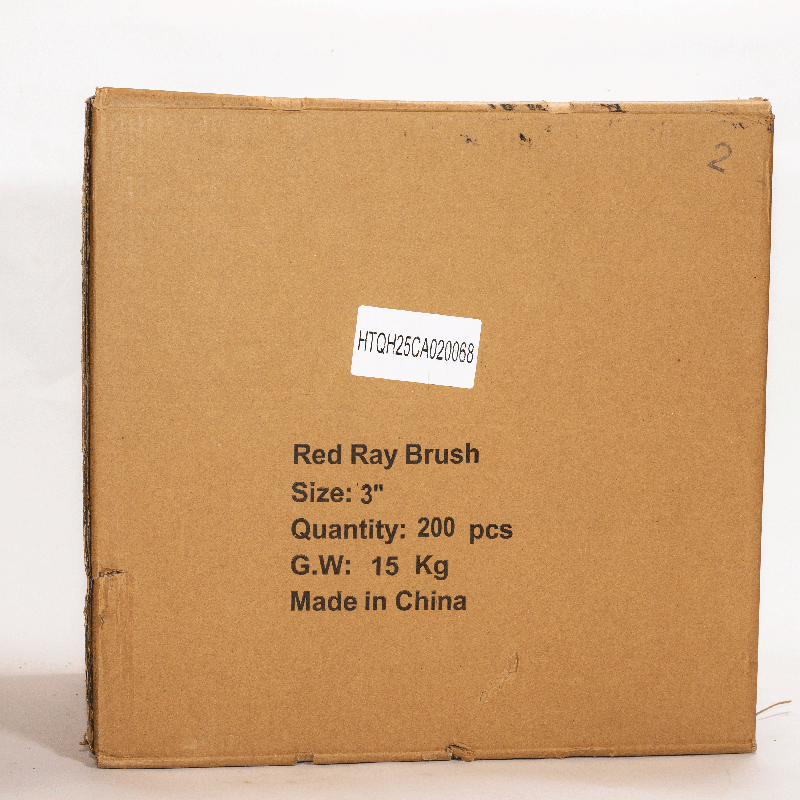 2
HTQH25CA020068
Red Ray Brush
Size: 3"
Quantity: 200 pcs
G.W: 15 Kg
Made in China